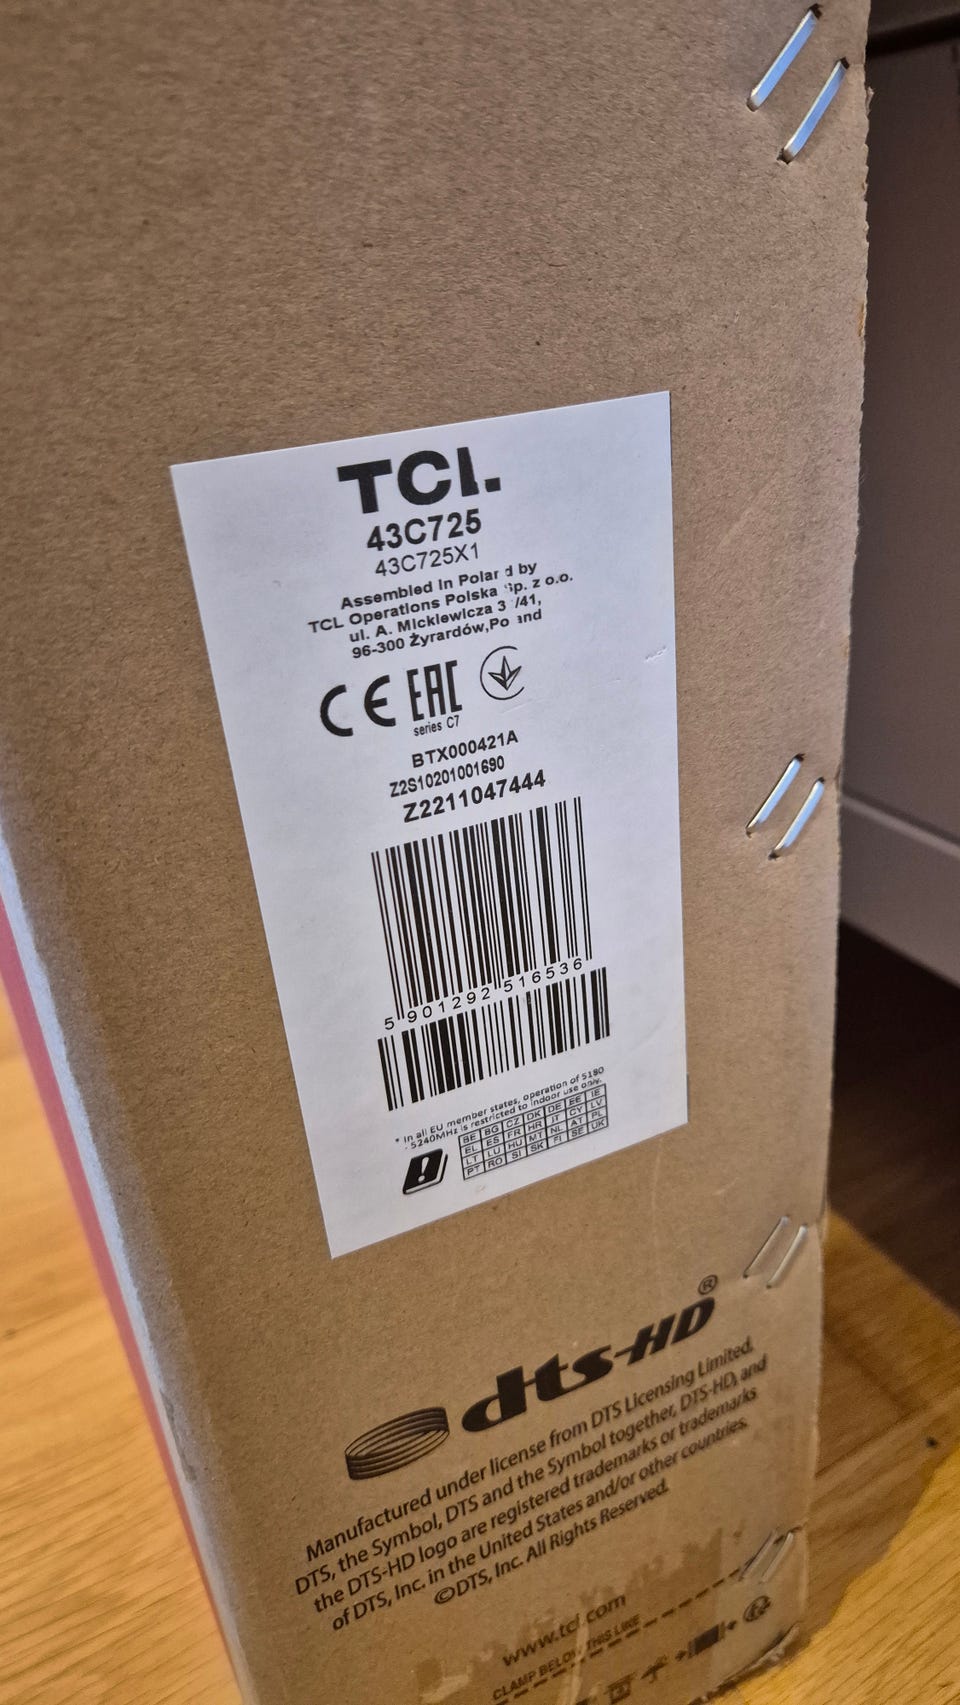 TCL
43C725
43C725X1
Assembled in Poland by
TCL Operations Polska Sp. z o.o.
ul. A. Mickiewicza 31/41,
96-300 Żyrardów,Poland
CE EAC
series C7
BTX000421A
Z2S10201001690
Z2211047444
5 901292 516536
* In all EU member states, operation of 5180
- 5240MHz is restricted to indoor use only.
BE BG CZ DK DE EE IE
EL ES FR HR IT CY LV
LT LU HU MT NL AT PL
PT RO SI SK FI SE UK
dts-HD®
Manufactured under license from DTS Licensing Limited.
DTS, the Symbol, DTS and the Symbol together, DTS-HD, and
the DTS-HD logo are registered trademarks or trademarks
of DTS, Inc. in the United States and/or other countries.
©DTS, Inc. All Rights Reserved.
www.tcl.com
CLAMP BELOW THIS LINE